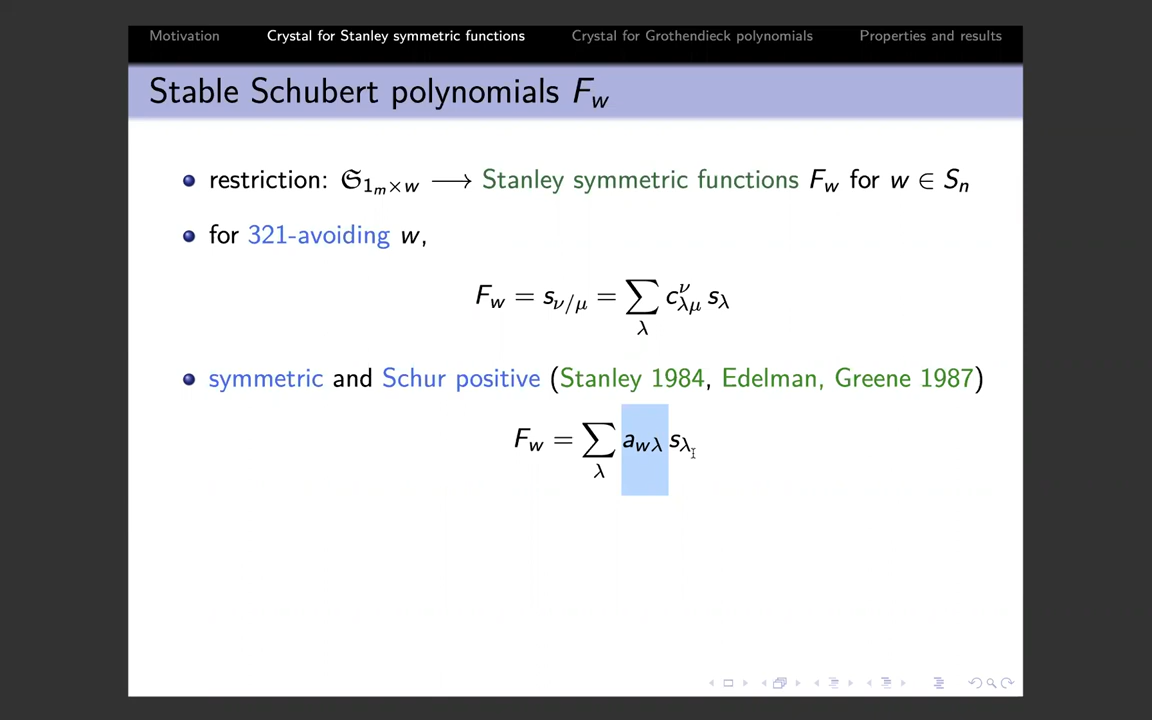 Motivation Crystal for Stanley symmetric functions Crystal for Grothendieck polynomials Properties and results
Stable Schubert polynomials F_w
• restriction: 𝔖_{1_m×w} ⟶ Stanley symmetric functions F_w for w ∈ S_n
• for 321-avoiding w,
F_w = s_{ν/μ} = ∑_λ c^ν_{λμ} s_λ
• symmetric and Schur positive (Stanley 1984, Edelman, Greene 1987)
F_w = ∑_λ a_{wλ} s_λ